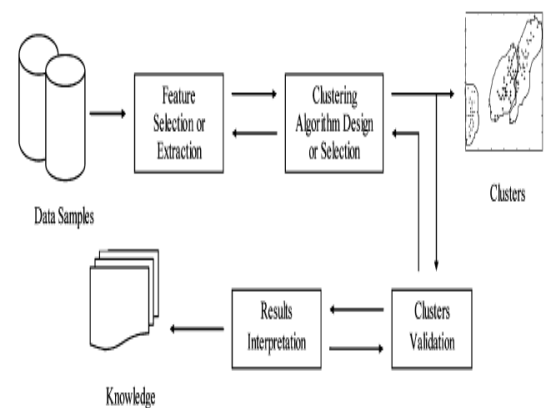 Data Samples
Feature
Selection or
Extraction
Clustering
Algorithm Design
or Selection
Clusters
Clusters
Validation
Results
Interpretation
Knowledge